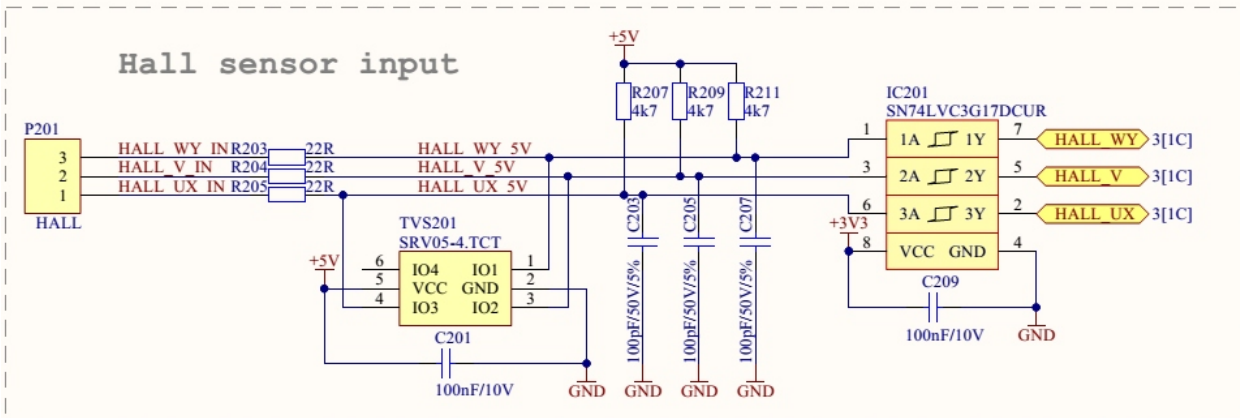 Hall sensor input
+5V
R207
4k7
R209
4k7
R211
4k7
IC201
SN74LVC3G17DCUR
P201
3
2
1
HALL
HALL_WY_IN R203 22R HALL_WY_5V
HALL_V_IN R204 22R HALL_V_5V
HALL_UX_IN R205 22R HALL_UX_5V
1 1A 1Y 7 HALL_WY 3[1C]
3 2A 2Y 5 HALL_V 3[1C]
6 3A 3Y 2 HALL_UX 3[1C]
+3V3
8 VCC GND 4
C209
100nF/10V
GND
TVS201
SRV05-4.TCT
+5V
6 IO4 IO1 1
5 VCC GND 2
4 IO3 IO2 3
C201
100nF/10V
GND
C203
100pF/50V/5%
GND
C205
100pF/50V/5%
GND
C207
100pF/50V/5%
GND